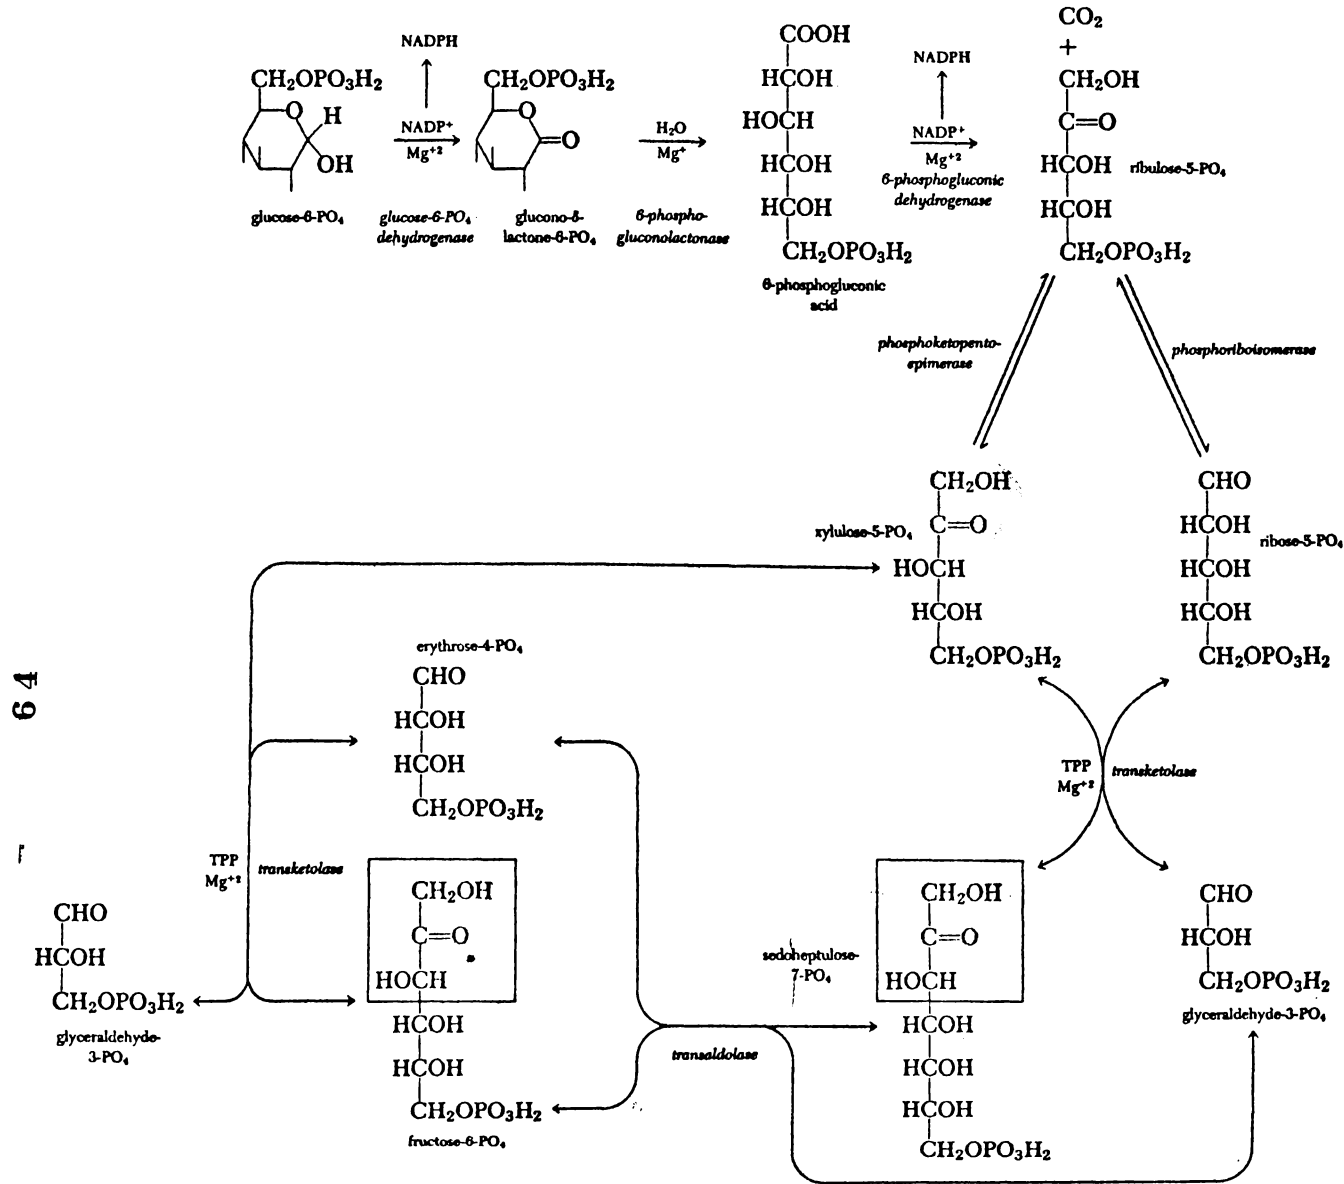 CO₂
+
NADPH
NADPH
COOH
HCOH
HOCH
HCOH
HCOH
CH₂OPO₃H₂
6-phosphogluconic
acid
CH₂OPO₃H₂
O
H
OH
glucose-6-PO₄
NADP⁺
Mg⁺²
glucose-6-PO₄
dehydrogenase
CH₂OPO₃H₂
O
O
glucono-δ-
lactone-6-PO₄
H₂O
Mg⁺
6-phospho-
gluconolactonase
NADP⁺
Mg⁺²
6-phosphogluconic
dehydrogenase
CH₂OH
C=O
HCOH
ribulose-5-PO₄
HCOH
CH₂OPO₃H₂
phosphoketopento-
epimerase
phosphoriboisomerase
CH₂OH
C=O
xylulose-5-PO₄
HOCH
HCOH
CH₂OPO₃H₂
CHO
HCOH
ribose-5-PO₄
HCOH
HCOH
CH₂OPO₃H₂
erythrose-4-PO₄
CHO
HCOH
HCOH
CH₂OPO₃H₂
64
TPP
Mg⁺²
transketolase
TPP
Mg⁺²
transketolase
CHO
HCOH
CH₂OPO₃H₂
glyceraldehyde-
3-PO₄
CH₂OH
C=O
HOCH
HCOH
HCOH
CH₂OPO₃H₂
fructose-6-PO₄
transaldolase
sedoheptulose-
7-PO₄
CH₂OH
C=O
HOCH
HCOH
HCOH
HCOH
CH₂OPO₃H₂
CHO
HCOH
CH₂OPO₃H₂
glyceraldehyde-3-PO₄